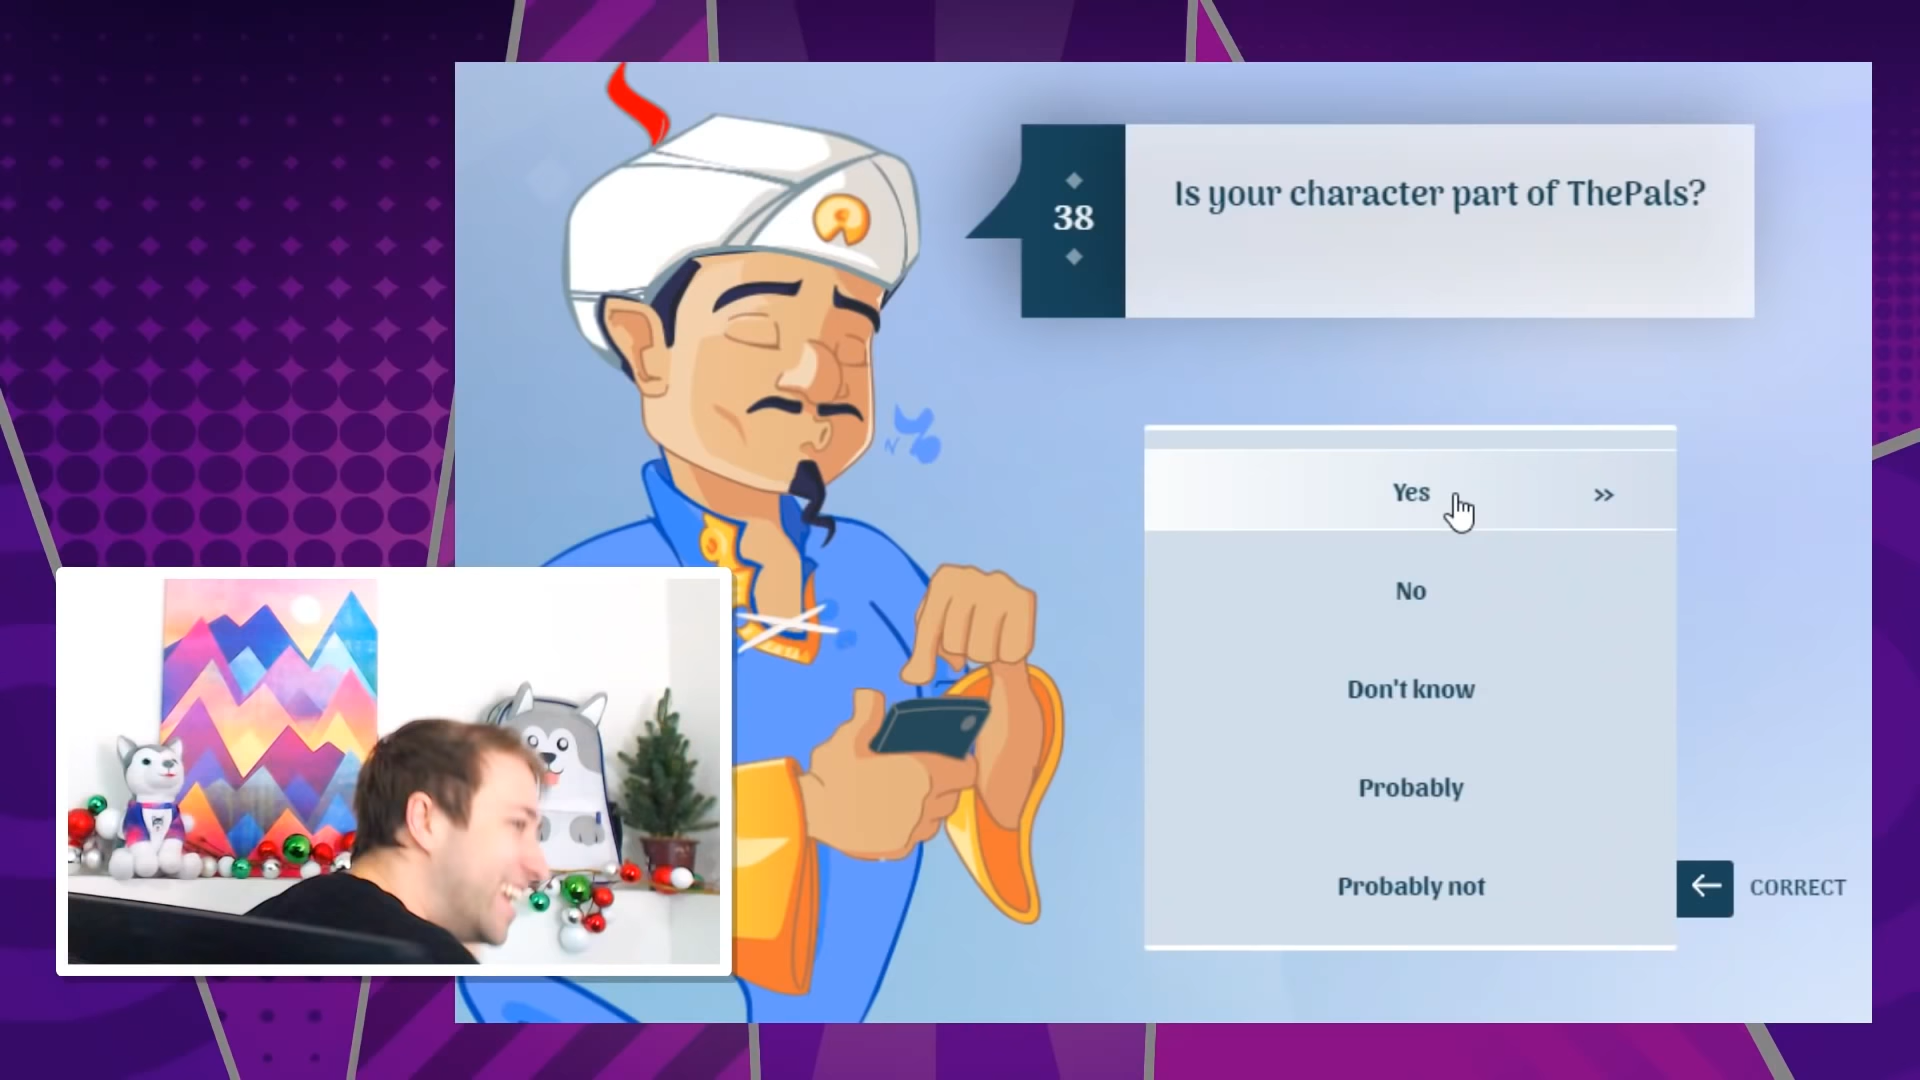 38
Is your character part of ThePals?
Yes
No
Don't know
Probably
Probably not
CORRECT